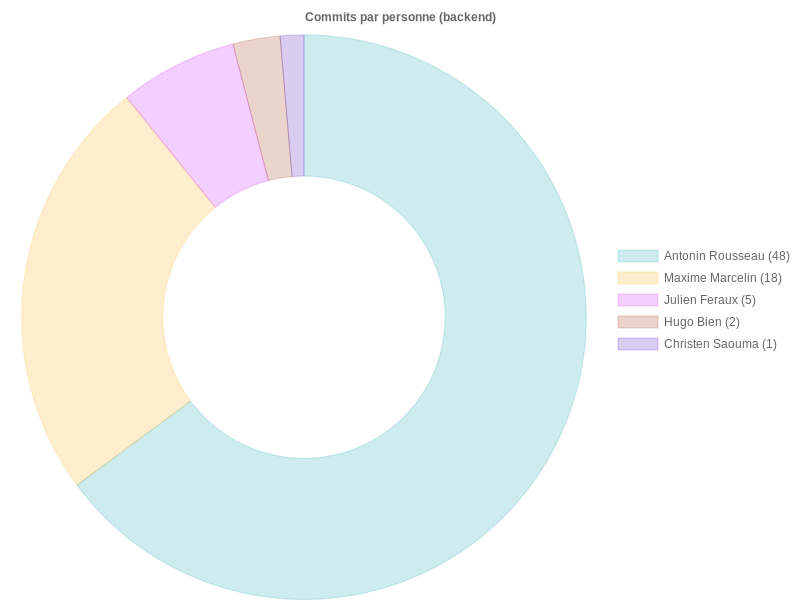 Commits par personne (backend)
Antonin Rousseau (48)
Maxime Marcelin (18)
Julien Feraux (5)
Hugo Bien (2)
Christen Saouma (1)